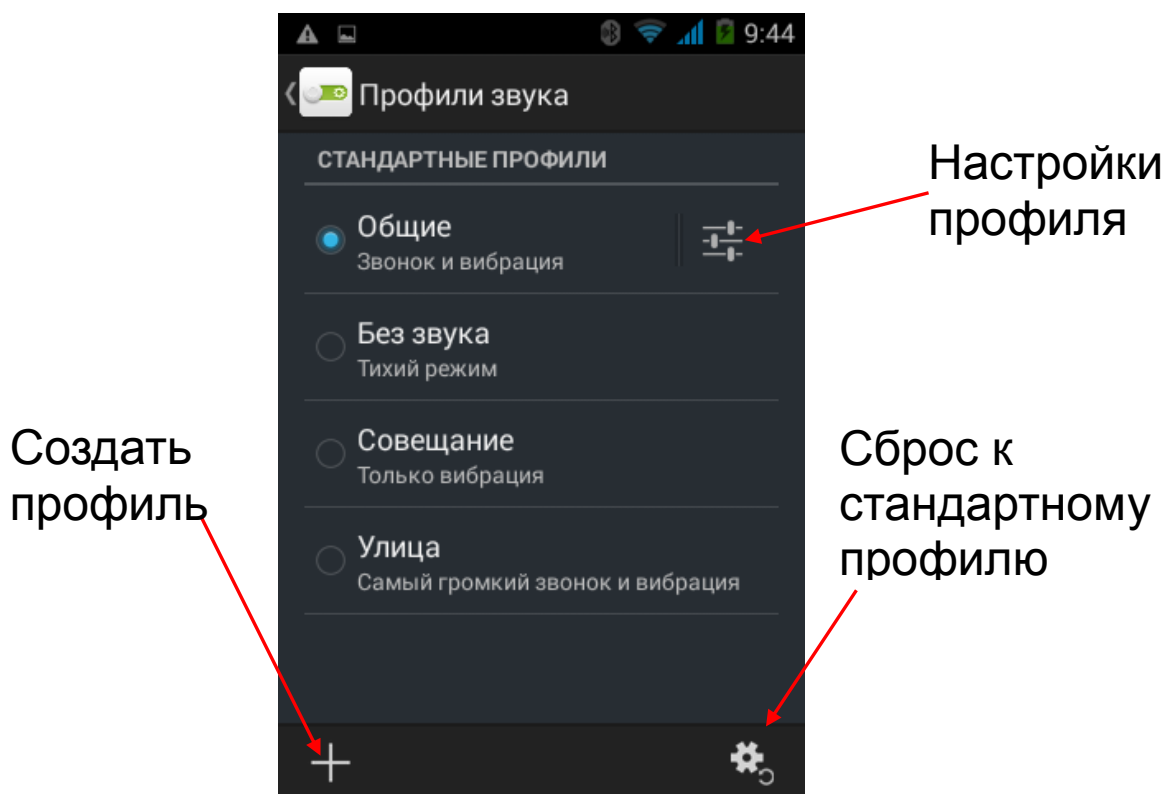 9:44
Профили звука
СТАНДАРТНЫЕ ПРОФИЛИ
Общие
Звонок и вибрация
Без звука
Тихий режим
Совещание
Только вибрация
Улица
Самый громкий звонок и вибрация
Настройки
профиля
Создать
профиль
Сброс к
стандартному
профилю